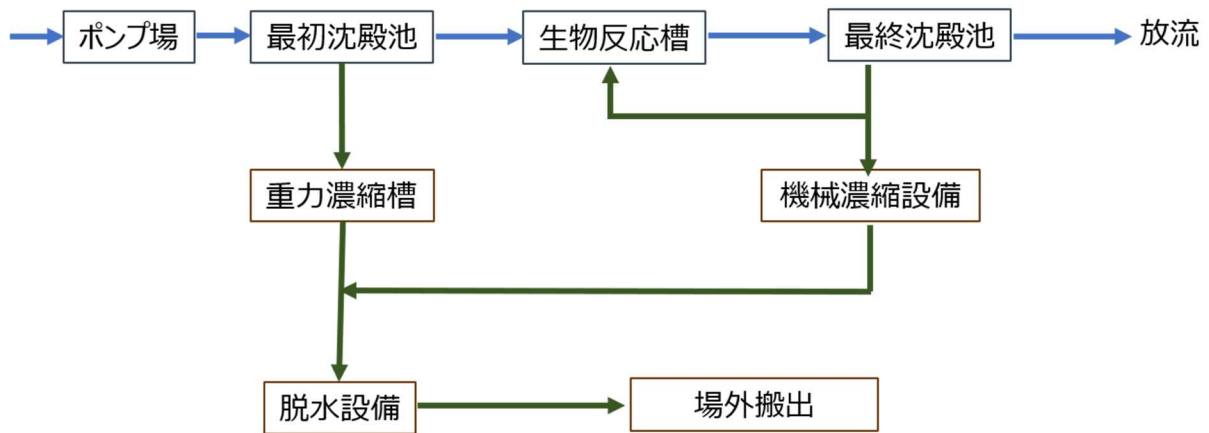 ポンプ場
最初沈殿池
生物反応槽
最終沈殿池
放流
重力濃縮槽
機械濃縮設備
脱水設備
場外搬出